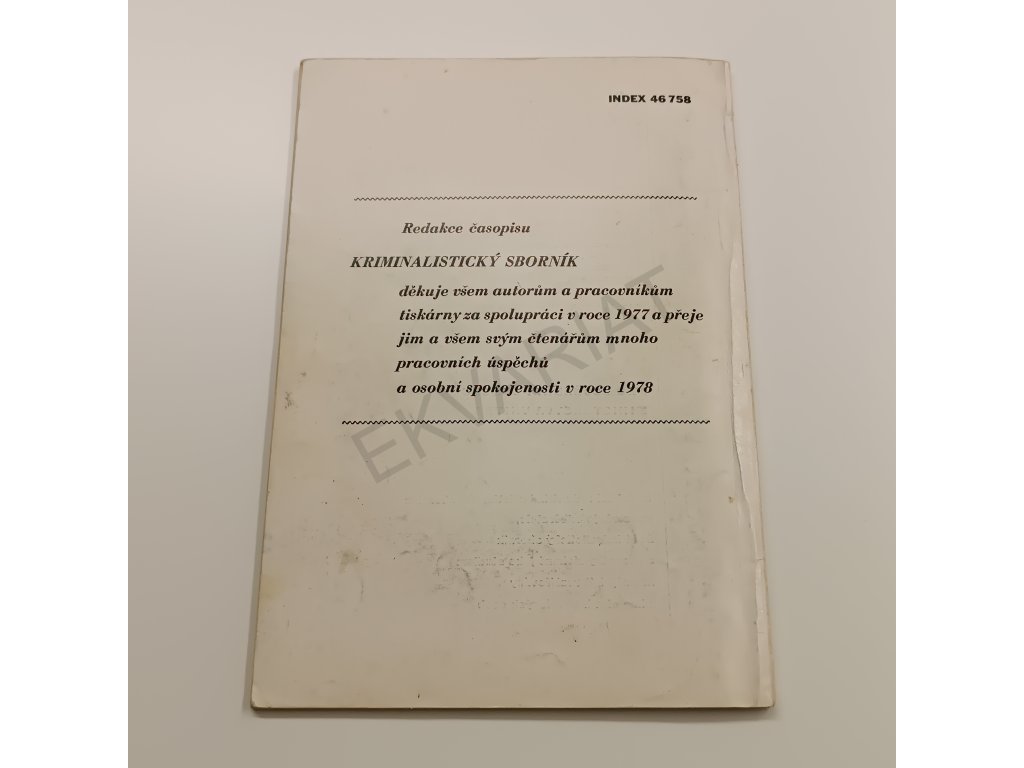 INDEX 46 758
Redakce časopisu
KRIMINALISTICKÝ SBORNÍK
děkuje všem autorům a pracovníkům
tiskárny za spolupráci v roce 1977 a přeje
jim a všem svým čtenářům mnoho
pracovních úspěchů
a osobní spokojenosti v roce 1978
EKVARIAT